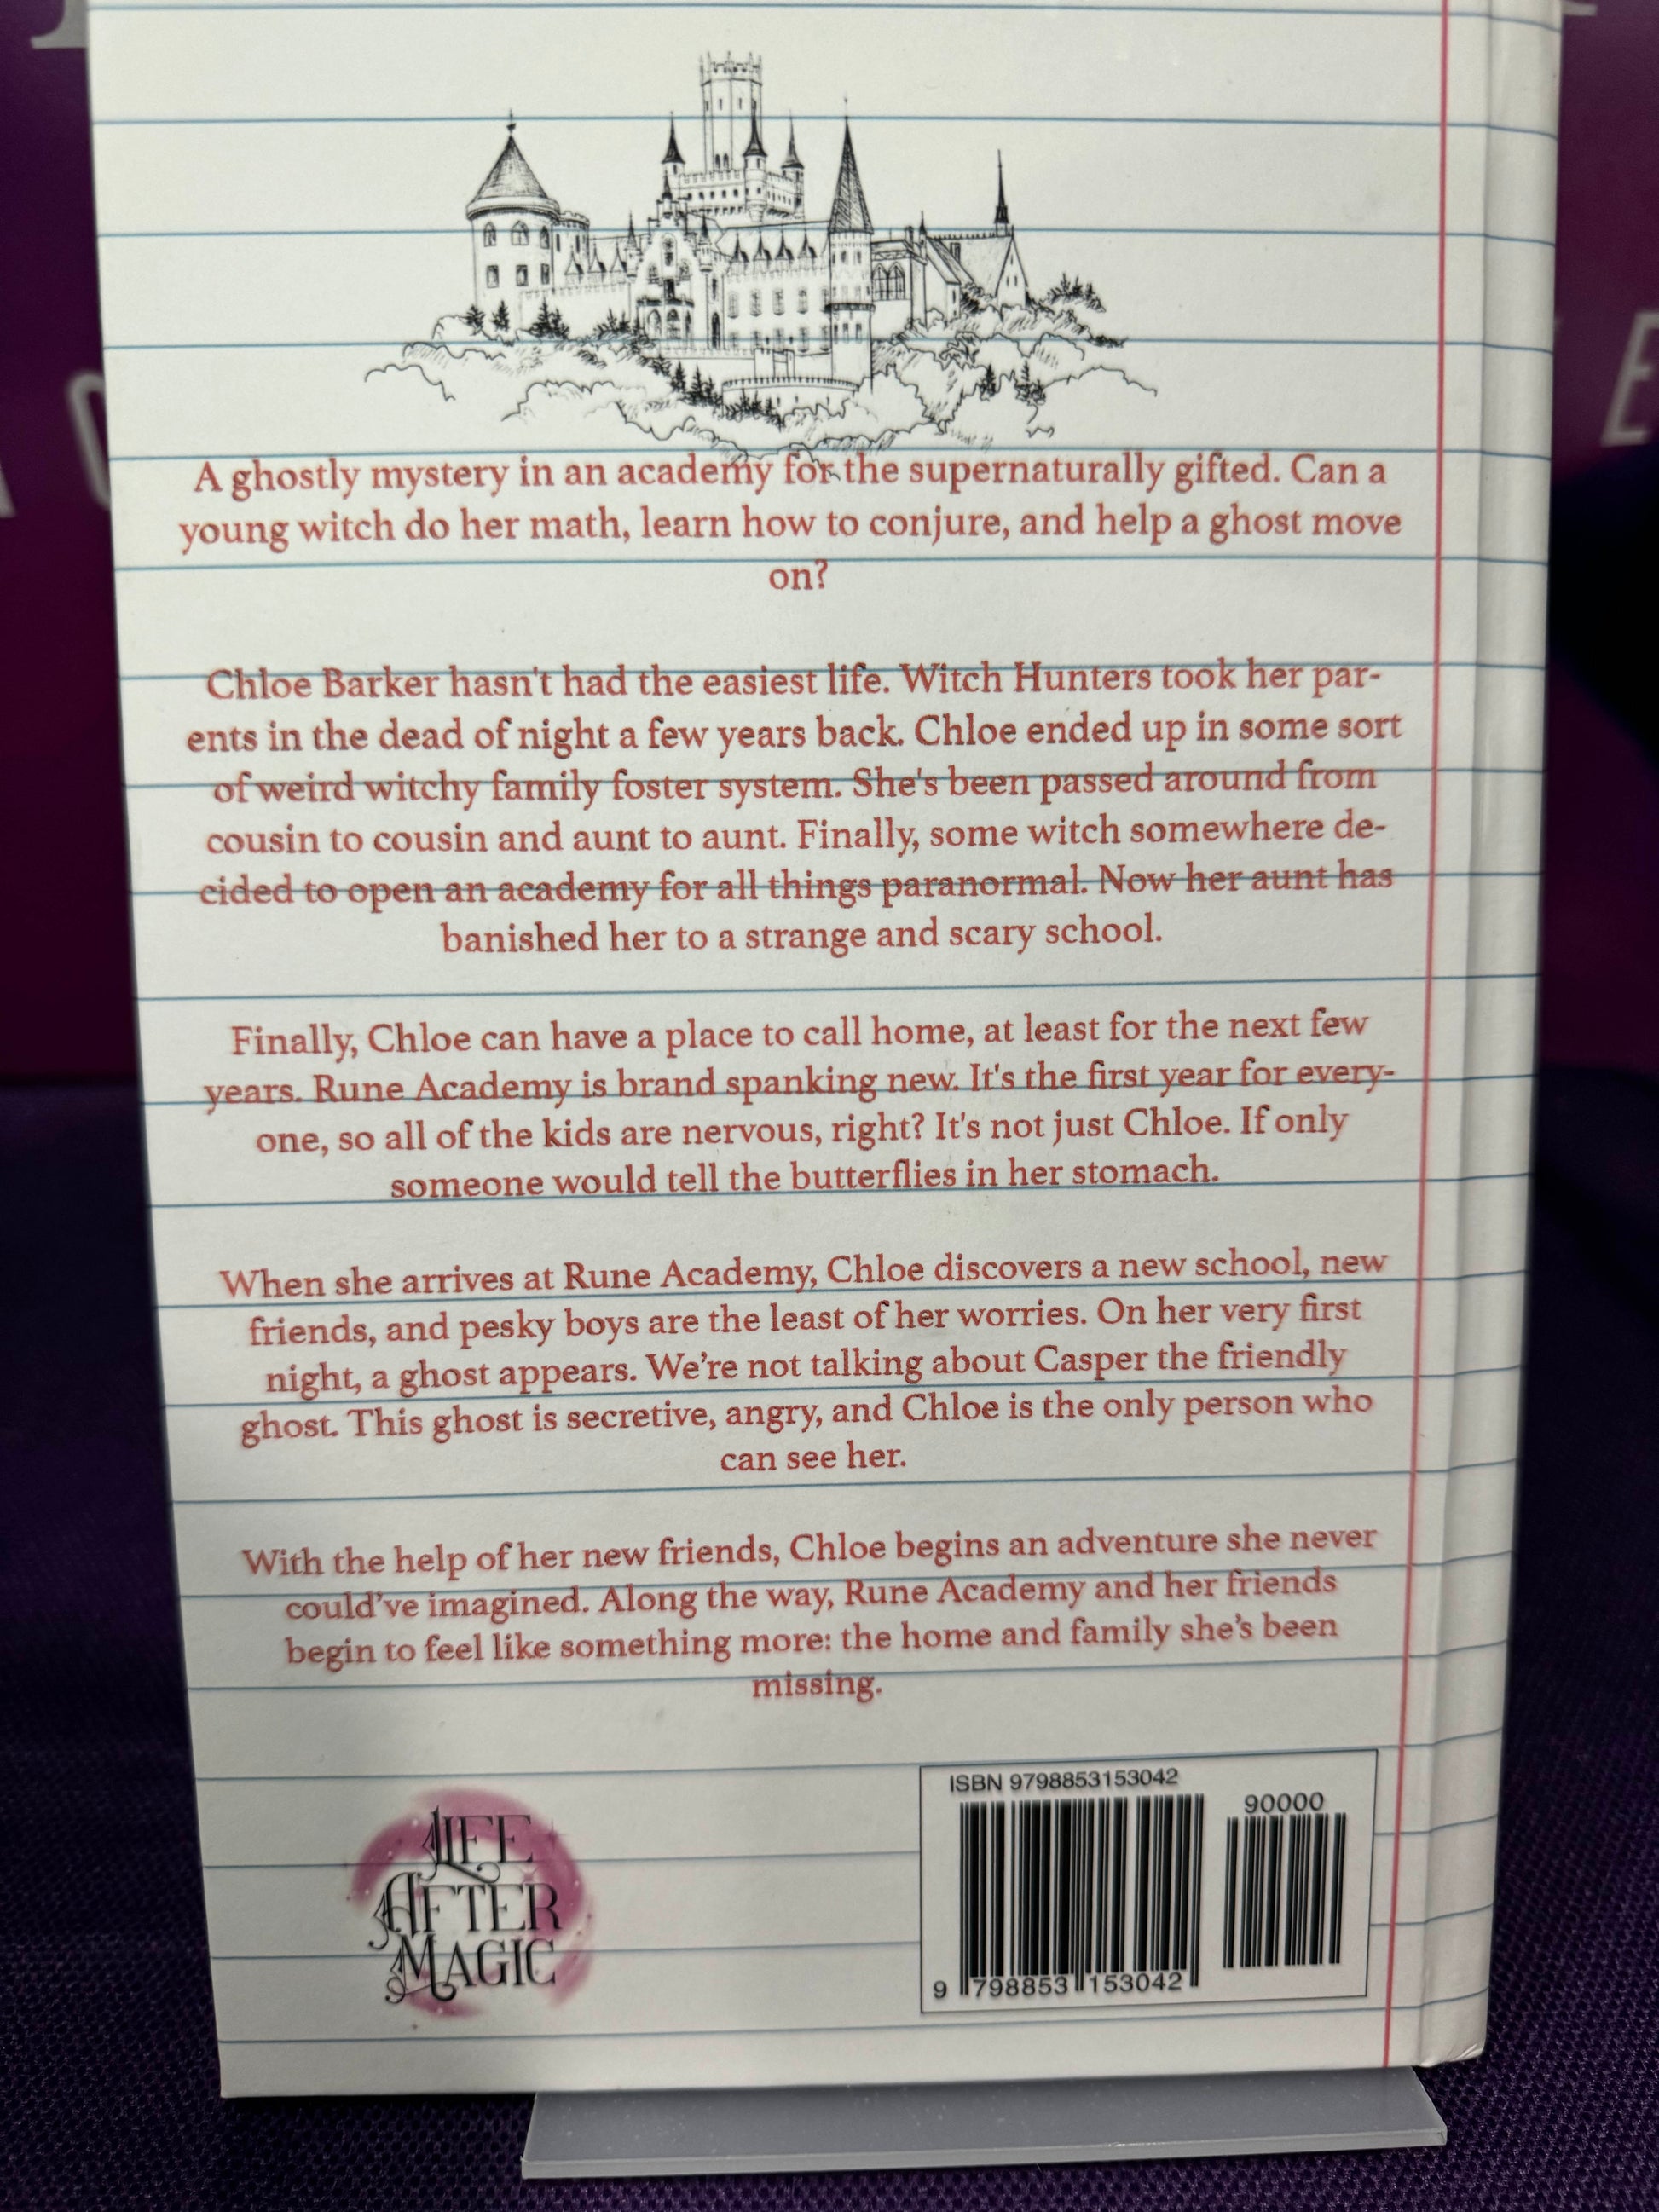 A ghostly mystery in an academy for the supernaturally gifted. Can a
young witch do her math, learn how to conjure, and help a ghost move
on?
Chloe Barker hasn't had the easiest life. Witch Hunters took her par-
ents in the dead of night a few years back. Chloe ended up in some sort
of weird witchy family foster system. She's been passed around from
cousin to cousin and aunt to aunt. Finally, some witch somewhere de-
cided to open an academy for all things paranormal. Now her aunt has
banished her to a strange and scary school.
Finally, Chloe can have a place to call home, at least for the next few
years. Rune Academy is brand spanking new. It's the first year for every-
one, so all of the kids are nervous, right? It's not just Chloe. If only
someone would tell the butterflies in her stomach.
When she arrives at Rune Academy, Chloe discovers a new school, new
friends, and pesky boys are the least of her worries. On her very first
night, a ghost appears. We’re not talking about Casper the friendly
ghost. This ghost is secretive, angry, and Chloe is the only person who
can see her.
With the help of her new friends, Chloe begins an adventure she never
could’ve imagined. Along the way, Rune Academy and her friends
begin to feel like something more: the home and family she’s been
missing.
LIFE
AFTER
MAGIC
ISBN 9798853153042
90000
9 798853 153042